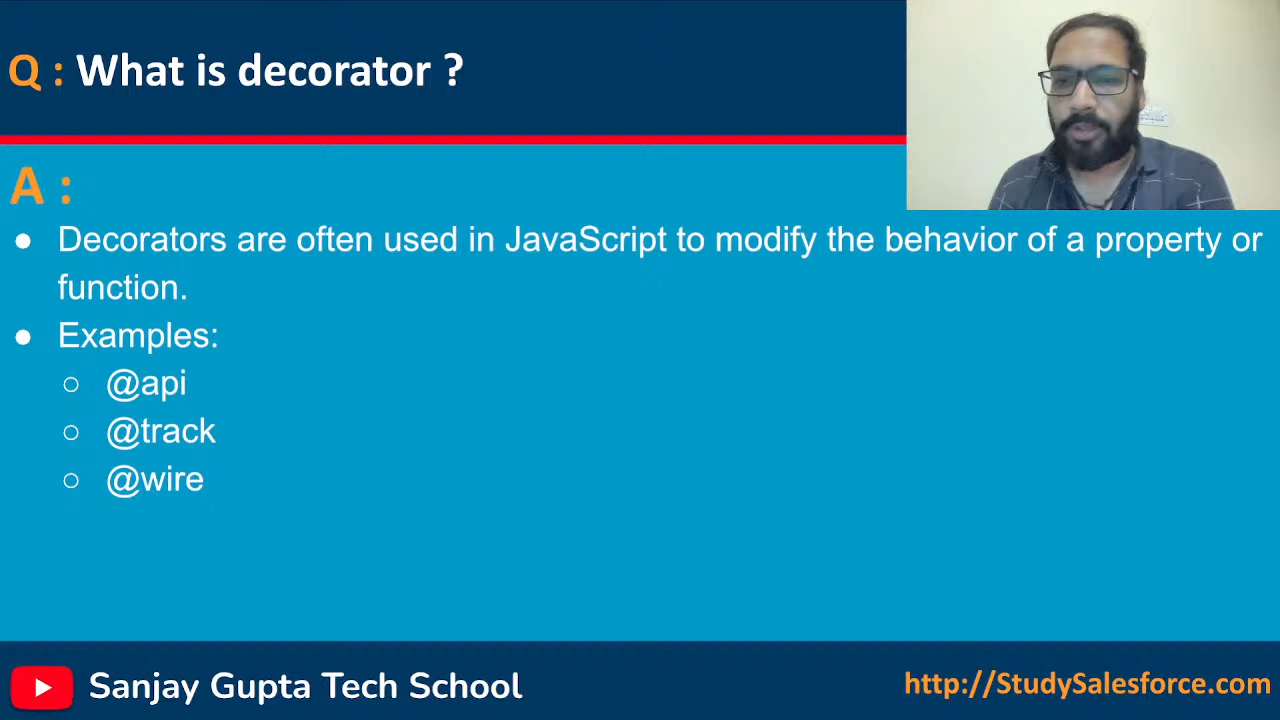 Q : What is decorator ?
A :
● Decorators are often used in JavaScript to modify the behavior of a property or
function.
● Examples:
○ @api
○ @track
○ @wire
Sanjay Gupta Tech School
http://StudySalesforce.com